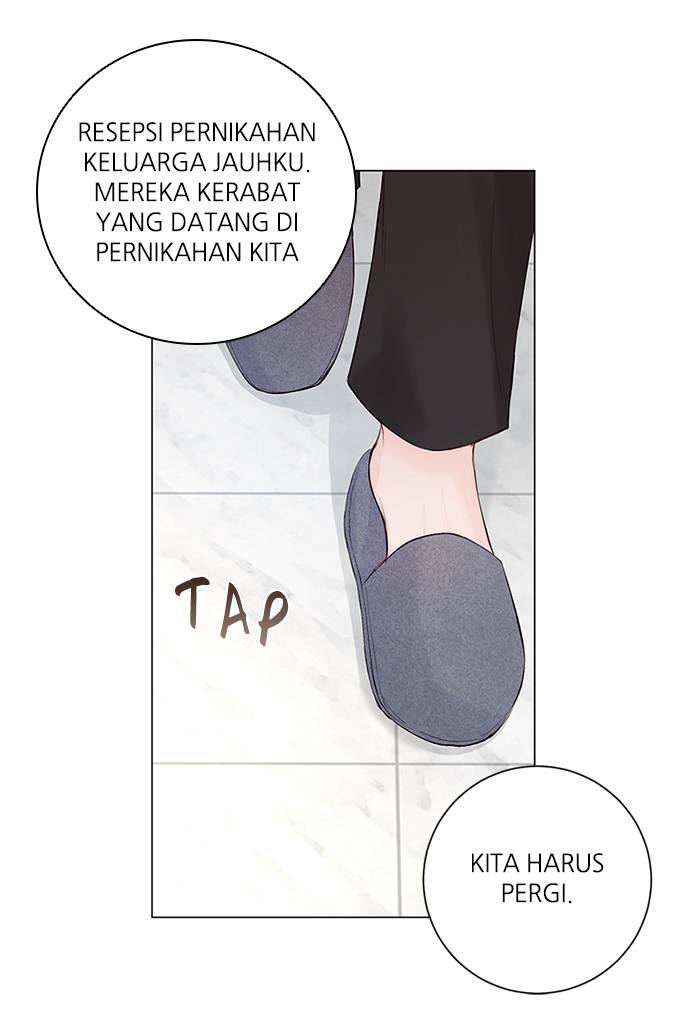 RESEPSI PERNIKAHAN
KELUARGA JAUHKU.
MEREKA KERABAT
YANG DATANG DI
PERNIKAHAN KITA
TAP
KITA HARUS
PERGI.